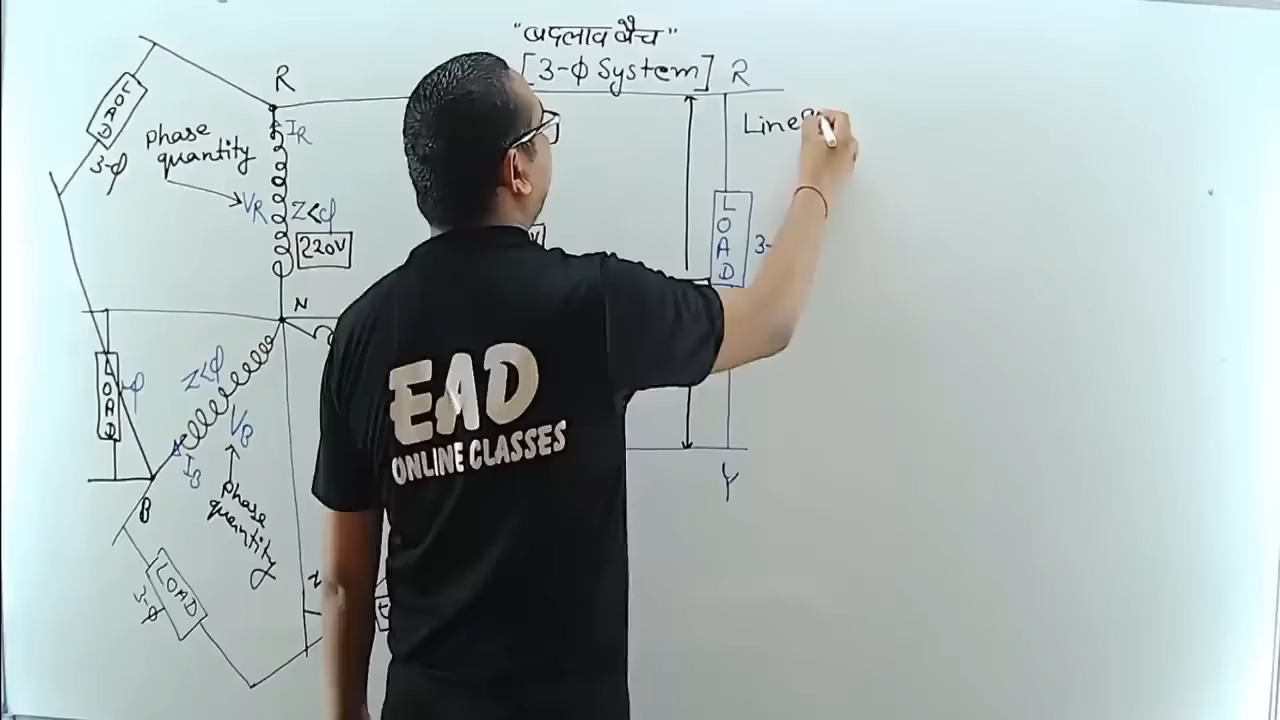 "बदलाव बैच"
[3-φ System]
R
R
Line
phase
quantity
IR
LOAD
3-φ
VR
Z<φ
220V
LOAD
N
Z<φ
LOAD
VB
IB
phase
quantity
B
Y
LOAD
3-φ
N
EAD
ONLINE CLASSES